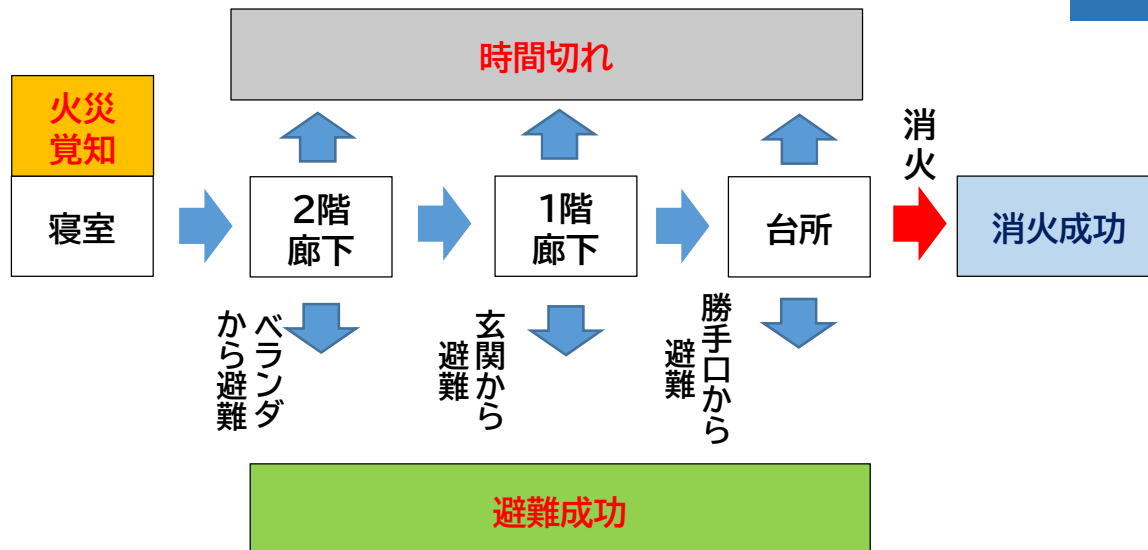 時間切れ
火災
覚知
消火
寝室
2階
廊下
1階
廊下
台所
消火成功
ベランダ
から避難
玄関から
避難
勝手口から
避難
避難成功